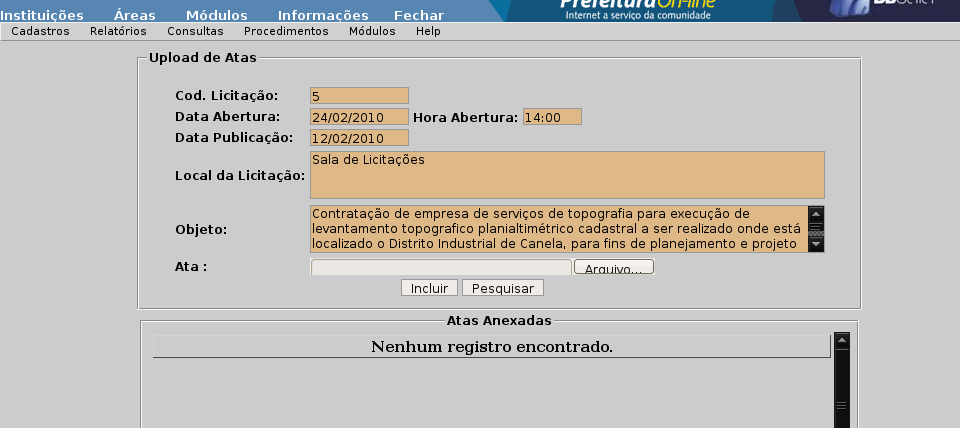 Instituições Áreas Módulos Informações Fechar
PrefeituraOnline
Internet a serviço da comunidade
Cadastros Relatórios Consultas Procedimentos Módulos Help
Upload de Atas
Cod. Licitação: 5
Data Abertura: 24/02/2010 Hora Abertura: 14:00
Data Publicação: 12/02/2010
Local da Licitação: Sala de Licitações
Objeto: Contratação de empresa de serviços de topografia para execução de
levantamento topografico planialtimétrico cadastral a ser realizado onde está
localizado o Distrito Industrial de Canela, para fins de planejamento e projeto
Ata : Arquivo...
Incluir Pesquisar
Atas Anexadas
Nenhum registro encontrado.